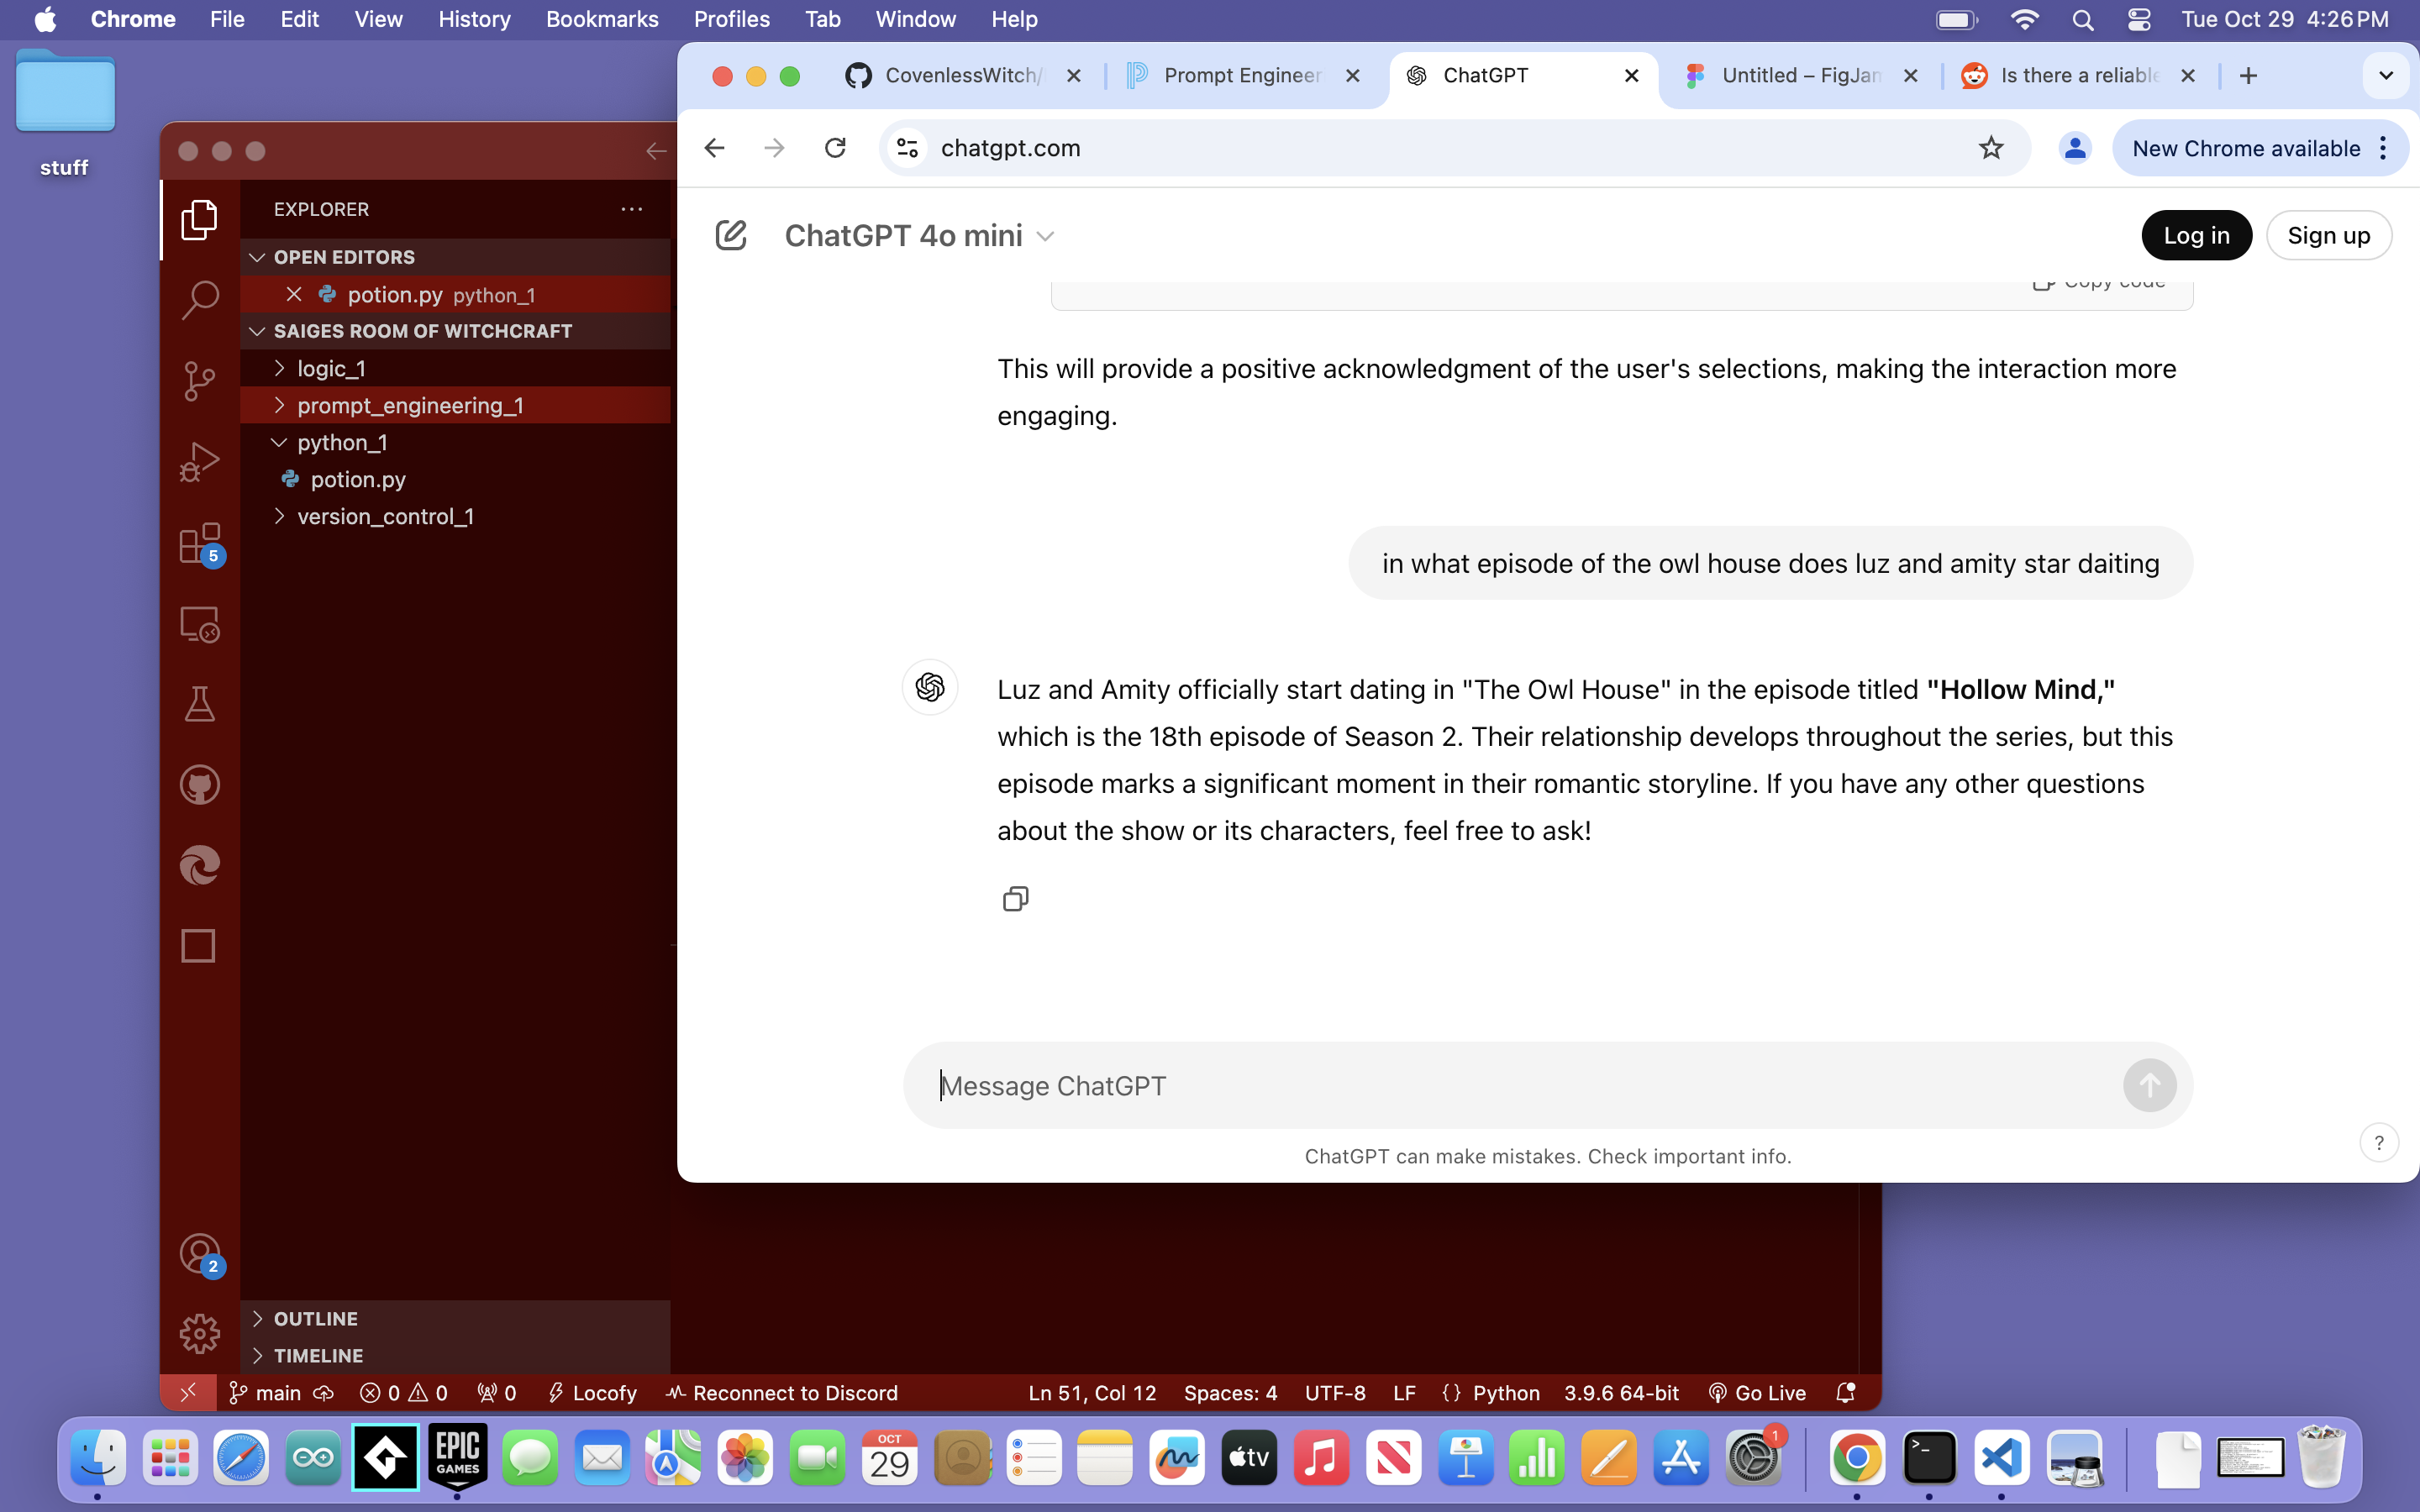 Chrome File Edit View History Bookmarks Profiles Tab Window Help Tue Oct 29 4:26 PM
stuff
CovenlessWitch/ Prompt Engineer ChatGPT Untitled – FigJam Is there a reliable
chatgpt.com New Chrome available
EXPLORER
OPEN EDITORS
potion.py python_1
SAIGES ROOM OF WITCHCRAFT
logic_1
prompt_engineering_1
python_1
potion.py
version_control_1
5
2
OUTLINE
TIMELINE
ChatGPT 4o mini Log in Sign up
Copy code
This will provide a positive acknowledgment of the user's selections, making the interaction more
engaging.
in what episode of the owl house does luz and amity star daiting
Luz and Amity officially start dating in "The Owl House" in the episode titled "Hollow Mind,"
which is the 18th episode of Season 2. Their relationship develops throughout the series, but this
episode marks a significant moment in their romantic storyline. If you have any other questions
about the show or its characters, feel free to ask!
Message ChatGPT
ChatGPT can make mistakes. Check important info.
?
main 0 0 0 Locofy Reconnect to Discord Ln 51, Col 12 Spaces: 4 UTF-8 LF {} Python 3.9.6 64-bit Go Live
EPIC GAMES
OCT 29
tv
1